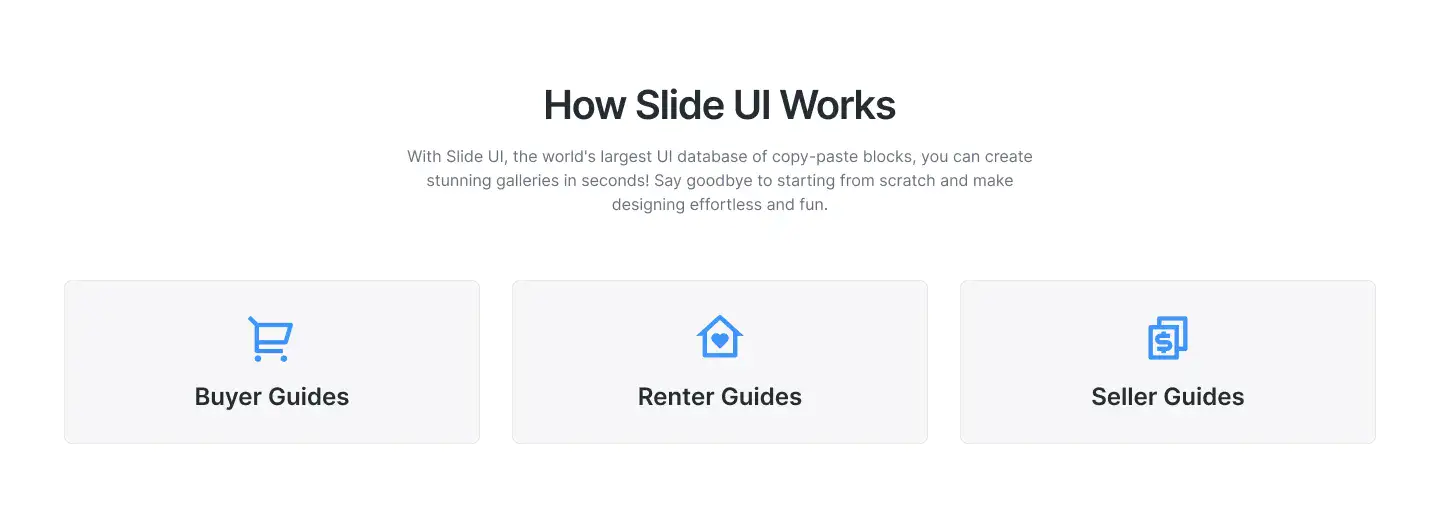 How Slide UI Works
With Slide UI, the world's largest UI database of copy-paste blocks, you can create
stunning galleries in seconds! Say goodbye to starting from scratch and make
designing effortless and fun.
Buyer Guides
Renter Guides
Seller Guides